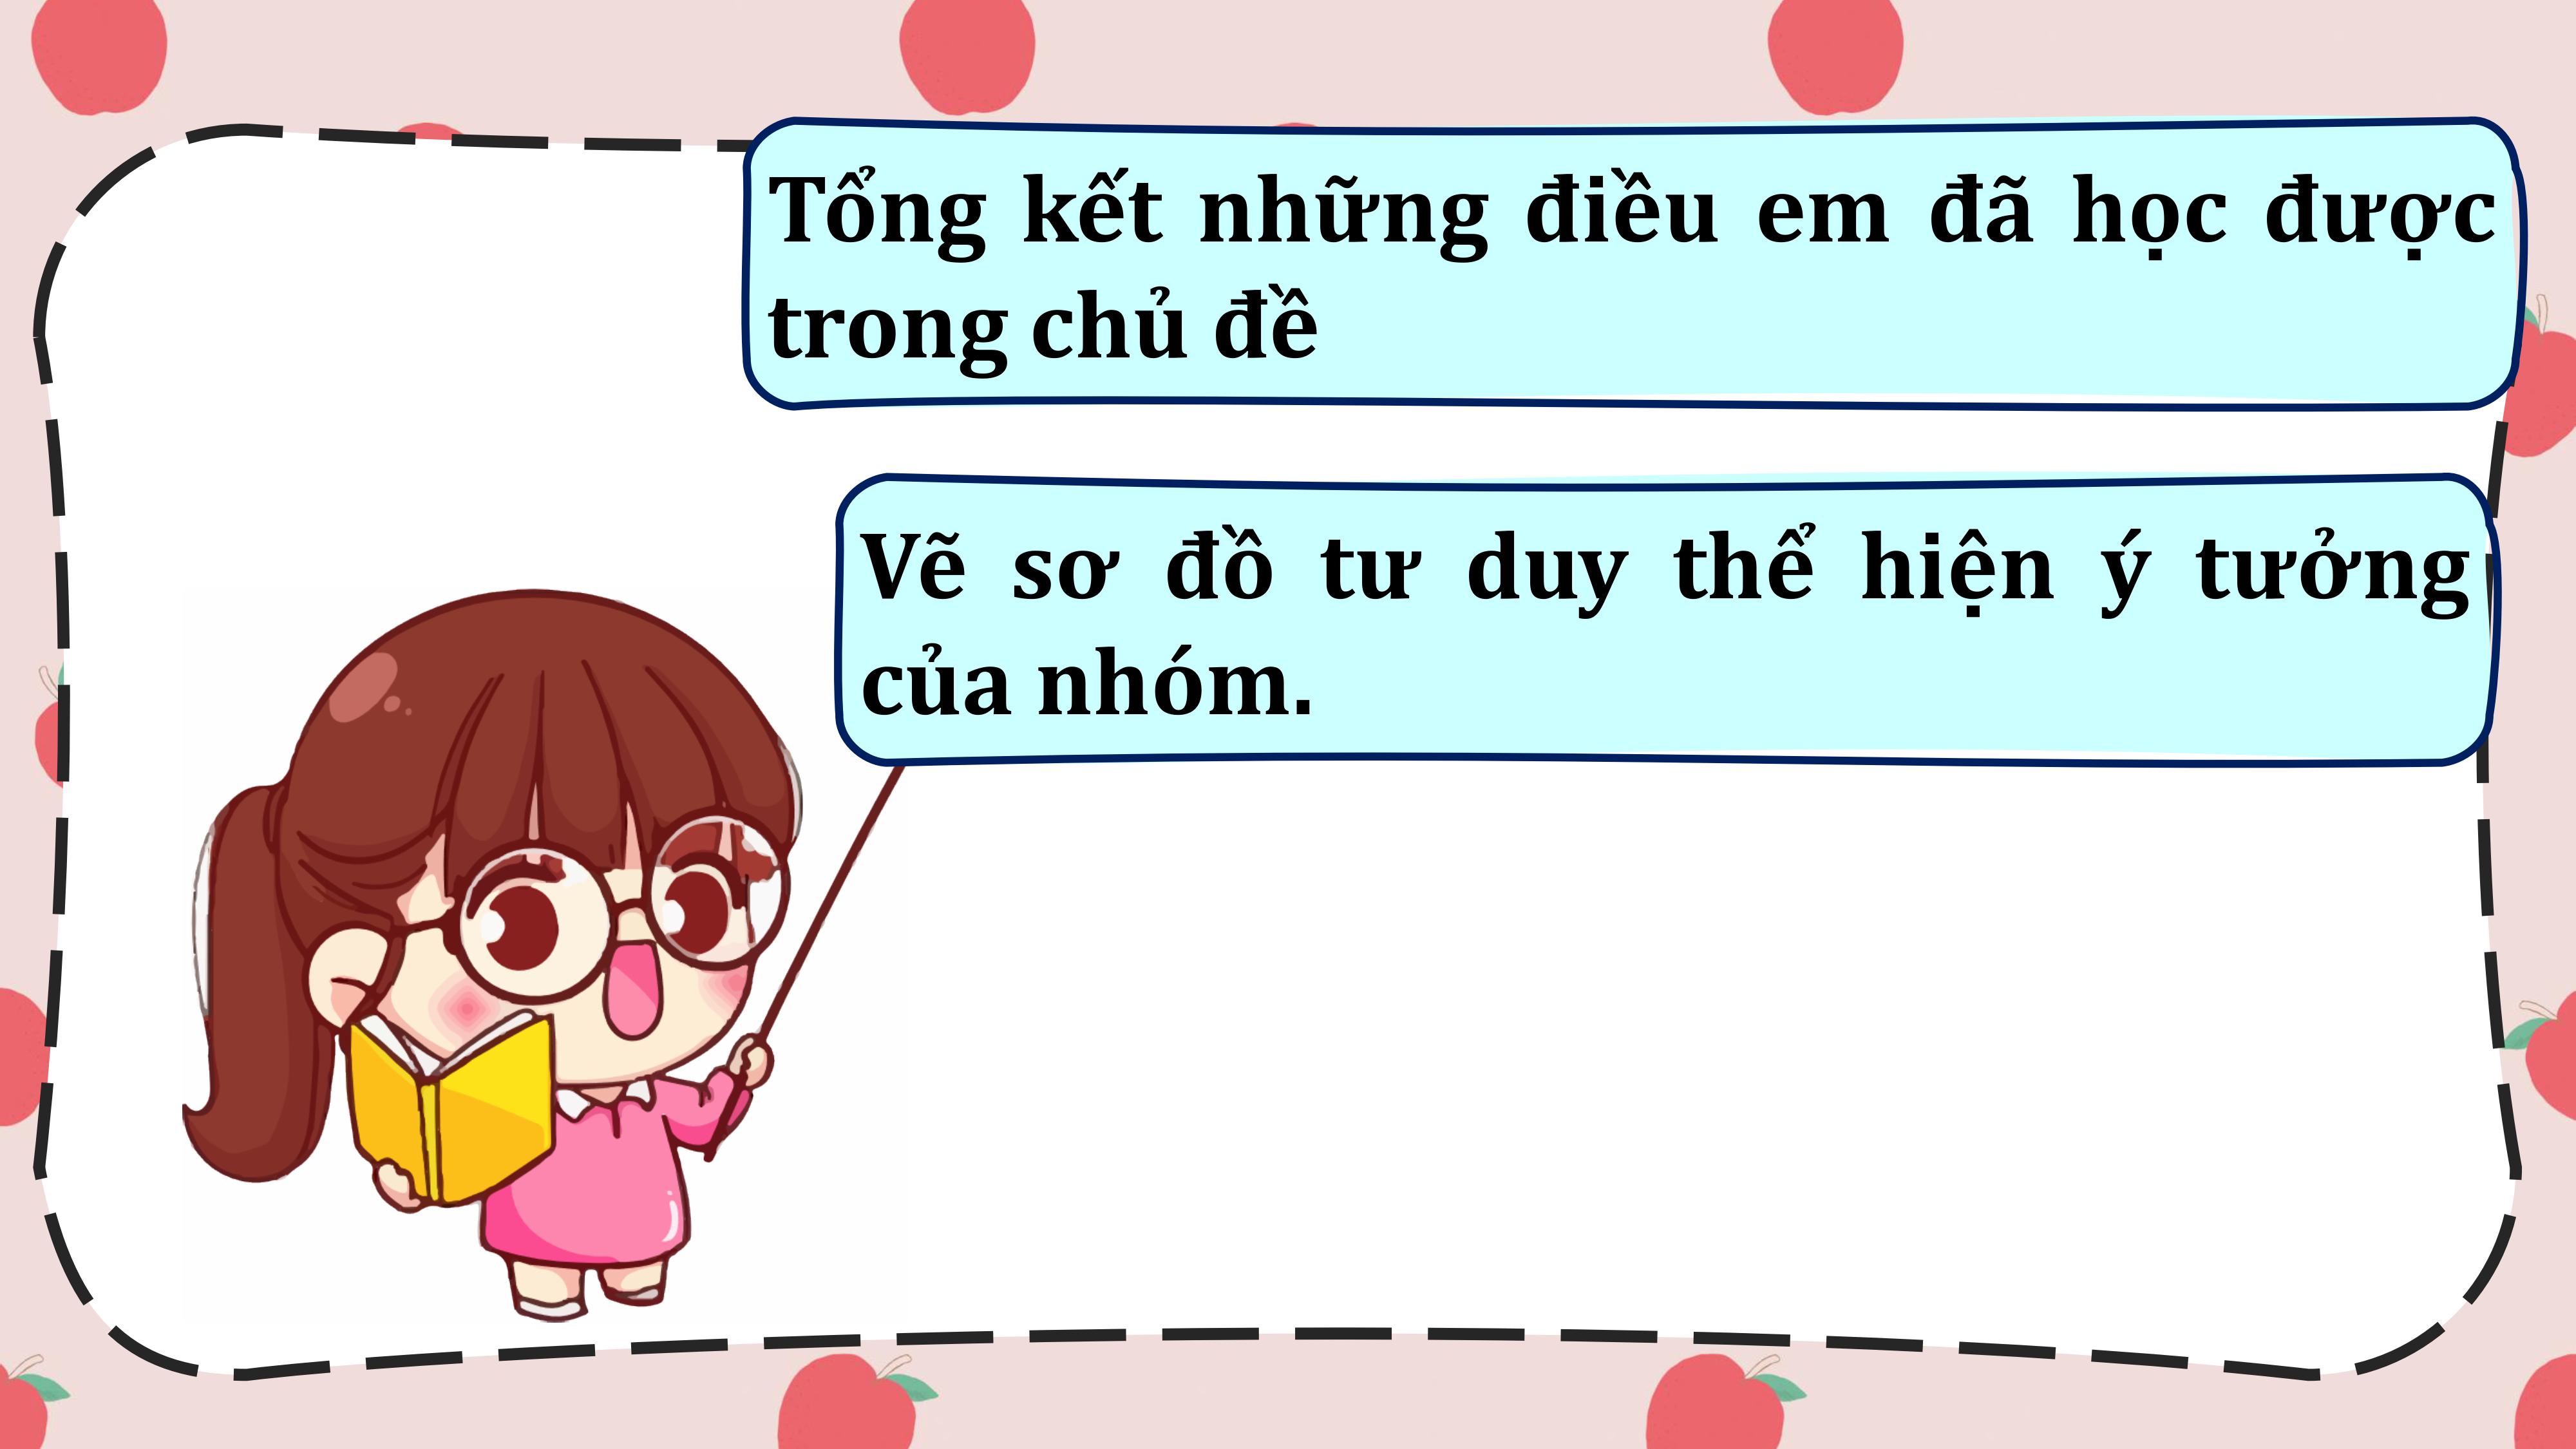 Tổng kết những điều em đã học được
trong chủ đề
Vẽ sơ đồ tư duy thể hiện ý tưởng
của nhóm.